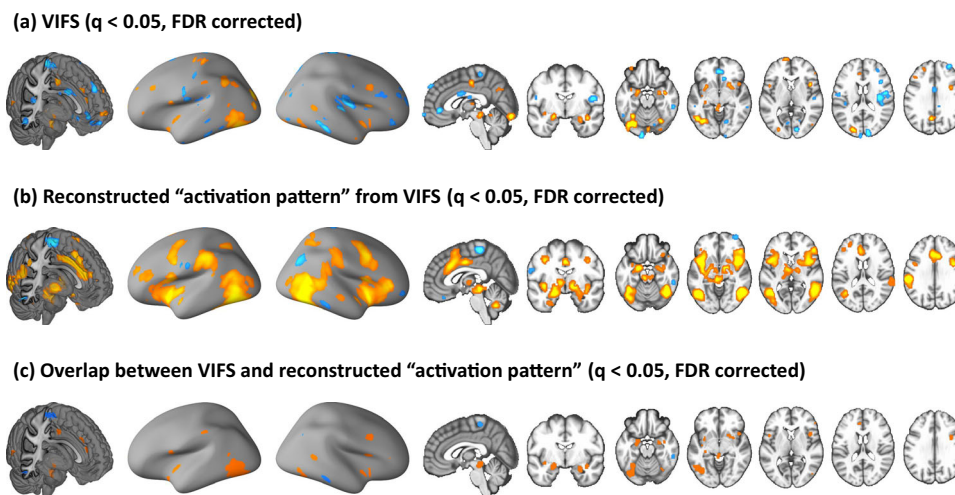 (a) VIFS (q < 0.05, FDR corrected)
(b) Reconstructed “activation pattern” from VIFS (q < 0.05, FDR corrected)
(c) Overlap between VIFS and reconstructed “activation pattern” (q < 0.05, FDR corrected)